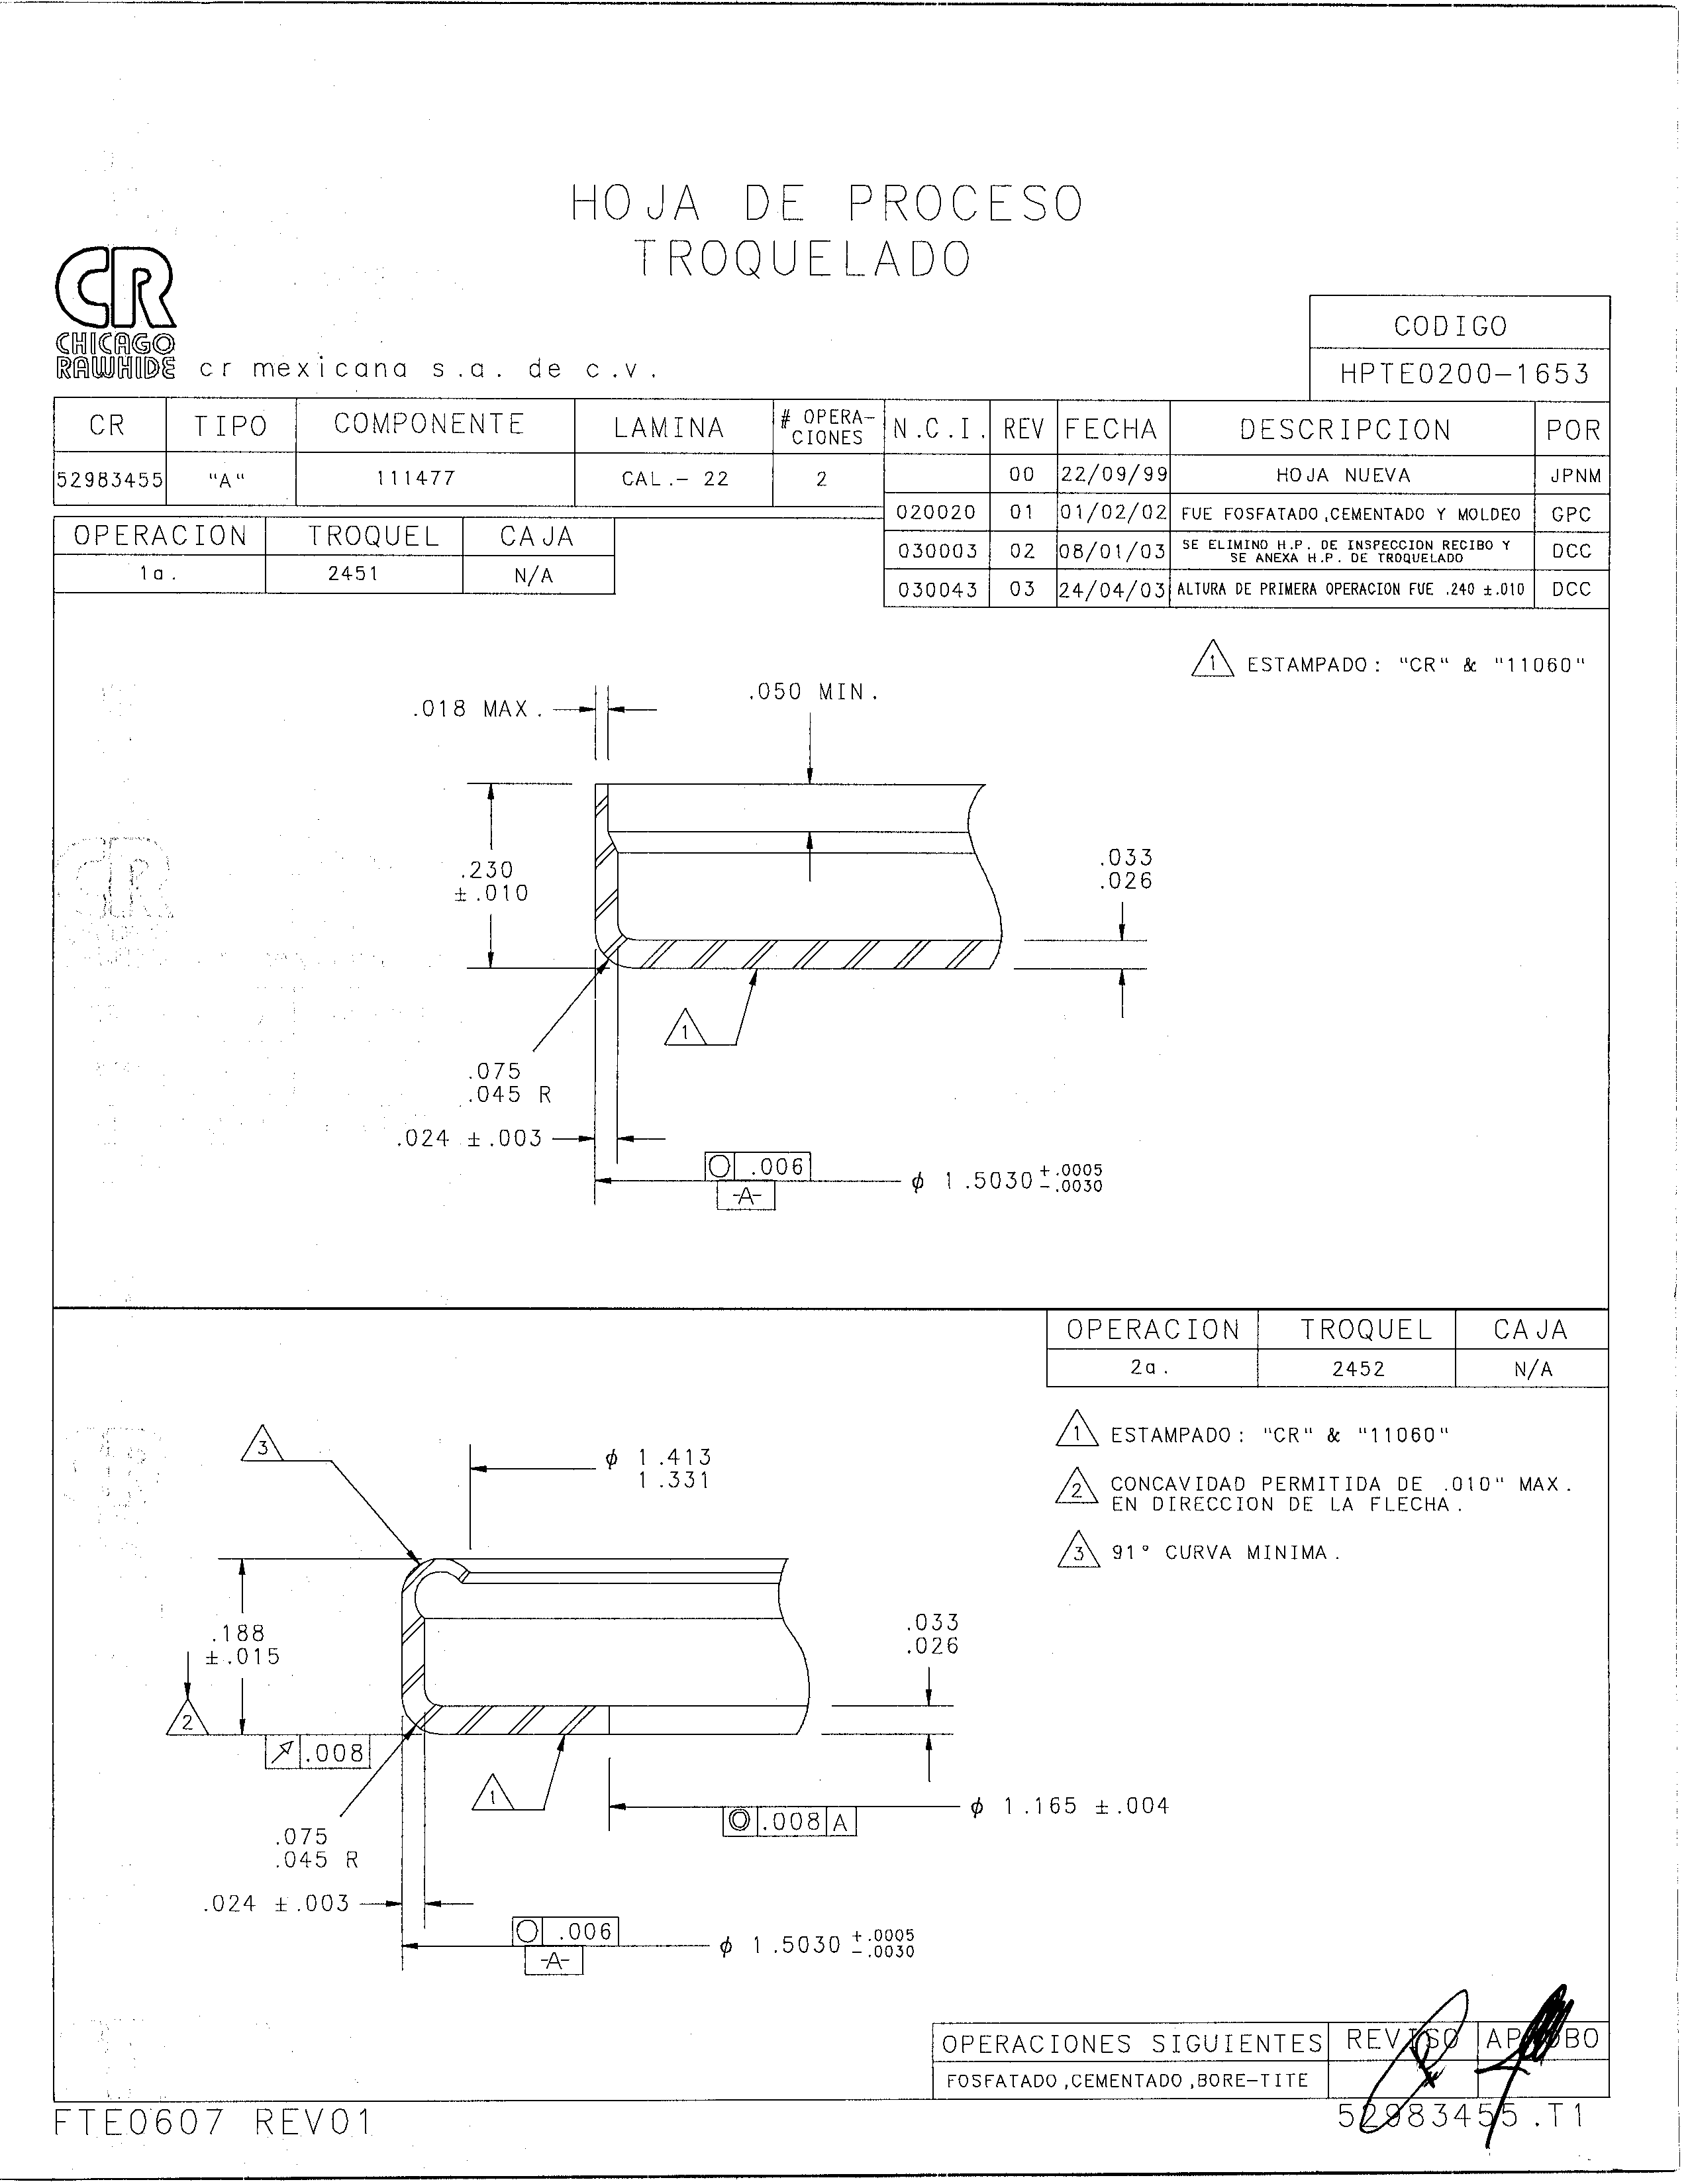 HOJA DE PROCESO
TROQUELADO
CR
CHICAGO
RAWHIDE
cr mexicana s.a. de c.v.
CODIGO
HPTE0200-1653
CR TIPO COMPONENTE LAMINA # OPERA-CIONES
52983455 "A" 111477 CAL.- 22 2
N.C.I. REV FECHA DESCRIPCION POR
00 22/09/99 HOJA NUEVA JPNM
020020 01 01/02/02 FUE FOSFATADO,CEMENTADO Y MOLDEO GPC
030003 02 08/01/03 SE ELIMINO H.P. DE INSPECCION RECIBO Y
SE ANEXA H.P. DE TROQUELADO DCC
030043 03 24/04/03 ALTURA DE PRIMERA OPERACION FUE .240 ±.010 DCC
OPERACION TROQUEL CAJA
1a. 2451 N/A
1 ESTAMPADO: "CR" & "11060"
.018 MAX.
.050 MIN.
.230
±.010
.033
.026
1
.075
.045 R
.024 ±.003
.006
-A-
ϕ 1.5030 +.0005
-.0030
OPERACION TROQUEL CAJA
2a. 2452 N/A
1 ESTAMPADO: "CR" & "11060"
2 CONCAVIDAD PERMITIDA DE .010" MAX.
EN DIRECCION DE LA FLECHA.
3 91° CURVA MINIMA.
3
ϕ 1.413
1.331
.188
±.015
.033
.026
2
.008
1
.008 A
ϕ 1.165 ±.004
.075
.045 R
.024 ±.003
.006
-A-
ϕ 1.5030 +.0005
-.0030
OPERACIONES SIGUIENTES REVISO APROBO
FOSFATADO,CEMENTADO,BORE-TITE
FTE0607 REV01
52983455.T1